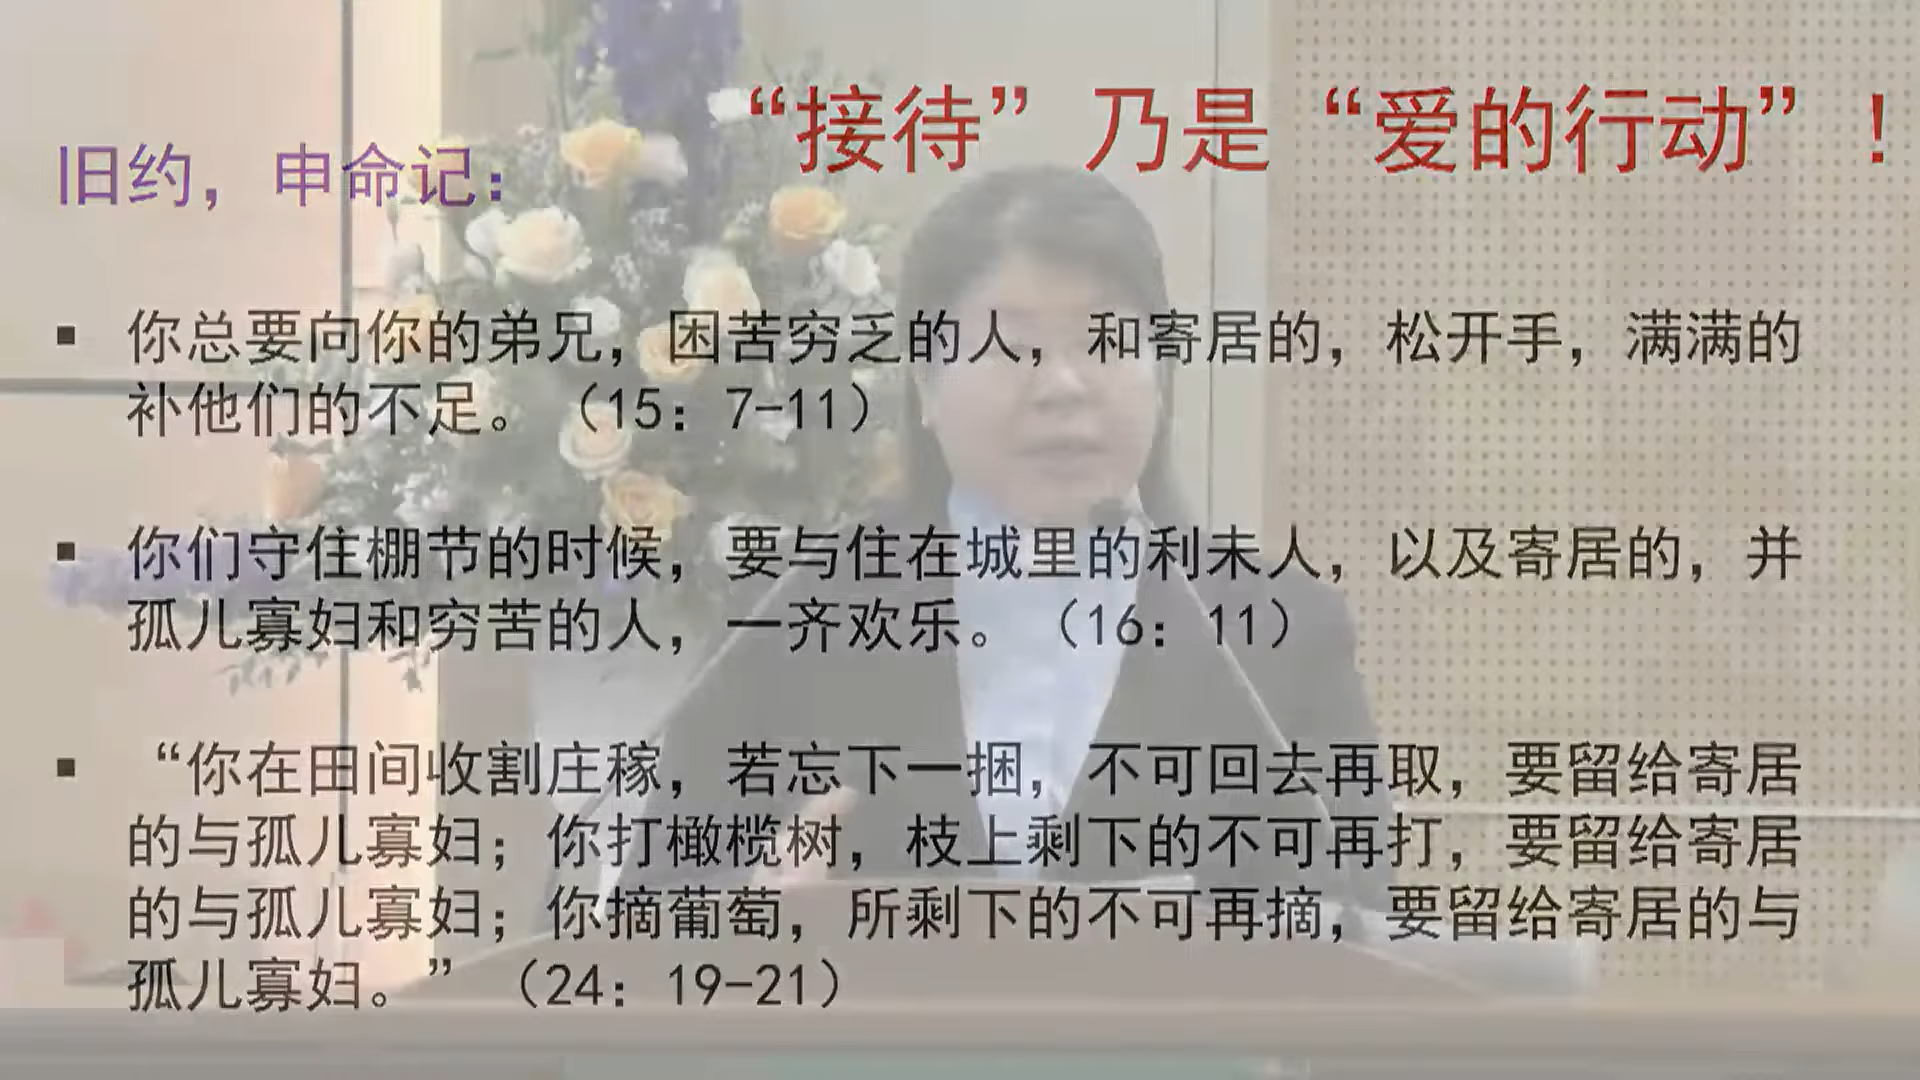 “接待”乃是“爱的行动”！
旧约，申命记：
▪ 你总要向你的弟兄，困苦穷乏的人，和寄居的，松开手，满满的
补他们的不足。（15：7-11）
▪ 你们守住棚节的时候，要与住在城里的利未人，以及寄居的，并
孤儿寡妇和穷苦的人，一齐欢乐。（16：11）
▪ “你在田间收割庄稼，若忘下一捆，不可回去再取，要留给寄居
的与孤儿寡妇；你打橄榄树，枝上剩下的不可再打，要留给寄居
的与孤儿寡妇；你摘葡萄，所剩下的不可再摘，要留给寄居的与
孤儿寡妇。”（24：19-21）